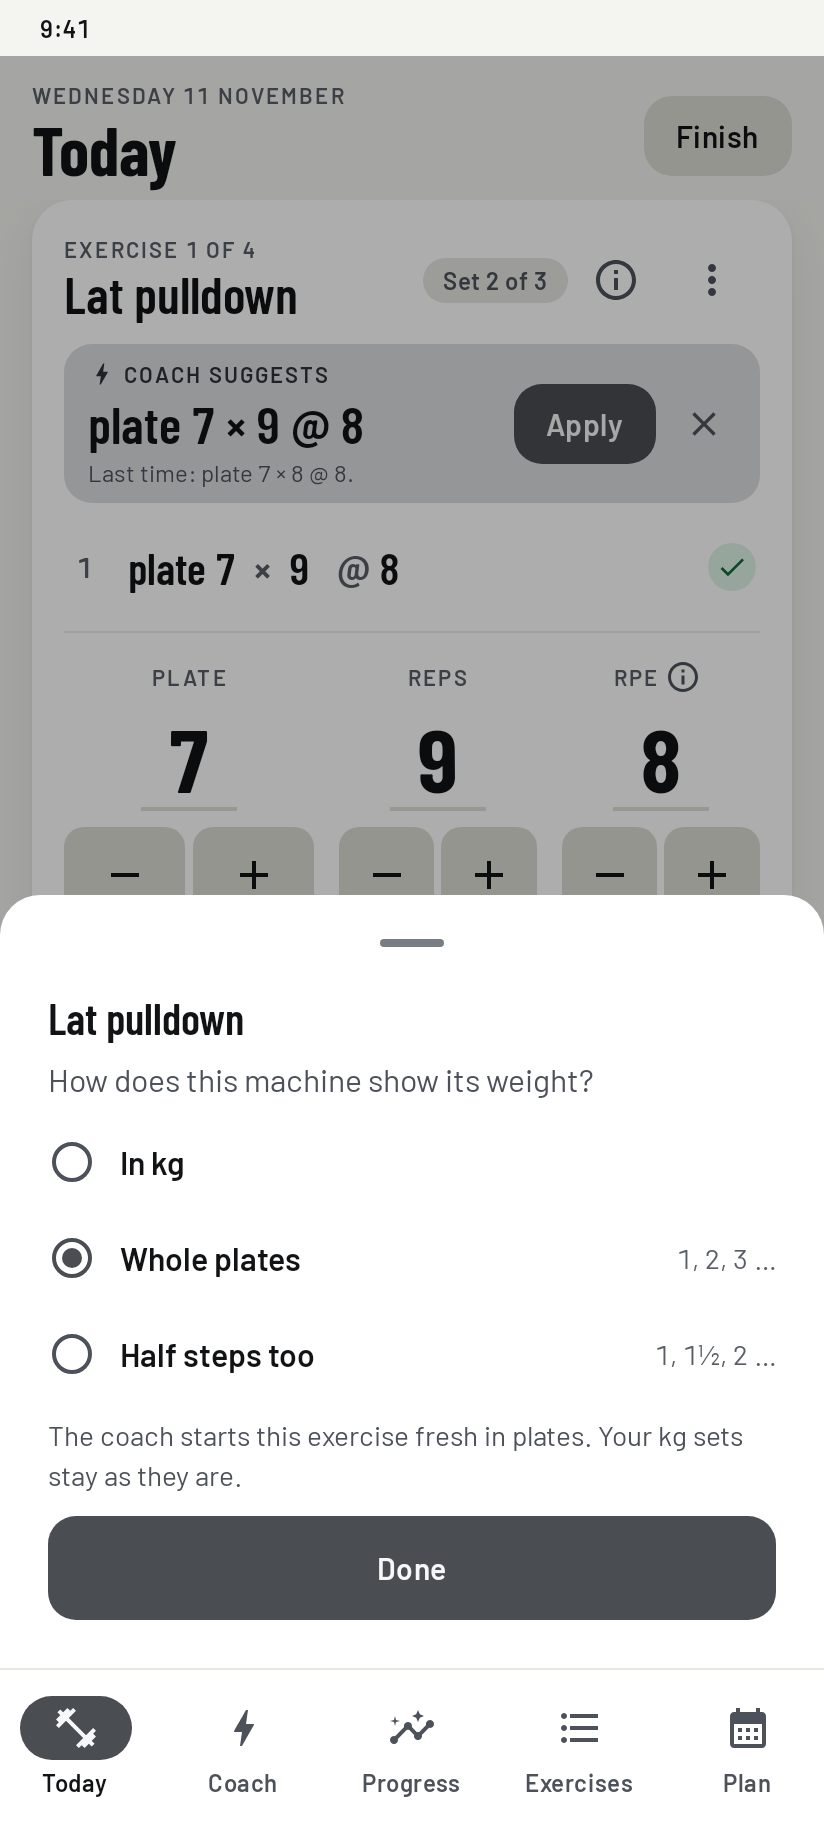 9:41
WEDNESDAY 11 NOVEMBER
Today
Finish
EXERCISE 1 OF 4
Lat pulldown
Set 2 of 3
COACH SUGGESTS
plate 7 × 9 @ 8
Last time: plate 7 × 8 @ 8.
Apply
1 plate 7 × 9 @ 8
PLATE REPS RPE
7 9 8
Lat pulldown
How does this machine show its weight?
In kg
Whole plates 1, 2, 3 ...
Half steps too 1, 1½, 2 ...
The coach starts this exercise fresh in plates. Your kg sets
stay as they are.
Done
Today Coach Progress Exercises Plan